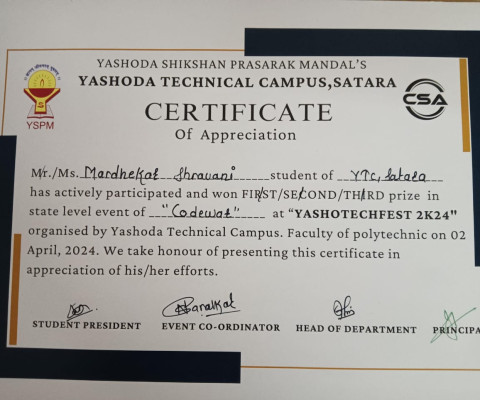 YASHODA SHIKSHAN PRASARAK MANDAL'S
YASHODA TECHNICAL CAMPUS,SATARA
YSPM
CSA
CERTIFICATE
Of Appreciation
Mr./Ms. Mardhekar Shravani student of YTC, Satara
has actively participated and won FIRST/SECOND/THIRD prize in
state level event of "Codewar" at "YASHOTECHFEST 2K24"
organised by Yashoda Technical Campus. Faculty of polytechnic on 02
April, 2024. We take honour of presenting this certificate in
appreciation of his/her efforts.
STUDENT PRESIDENT EVENT CO-ORDINATOR HEAD OF DEPARTMENT PRINCIPA